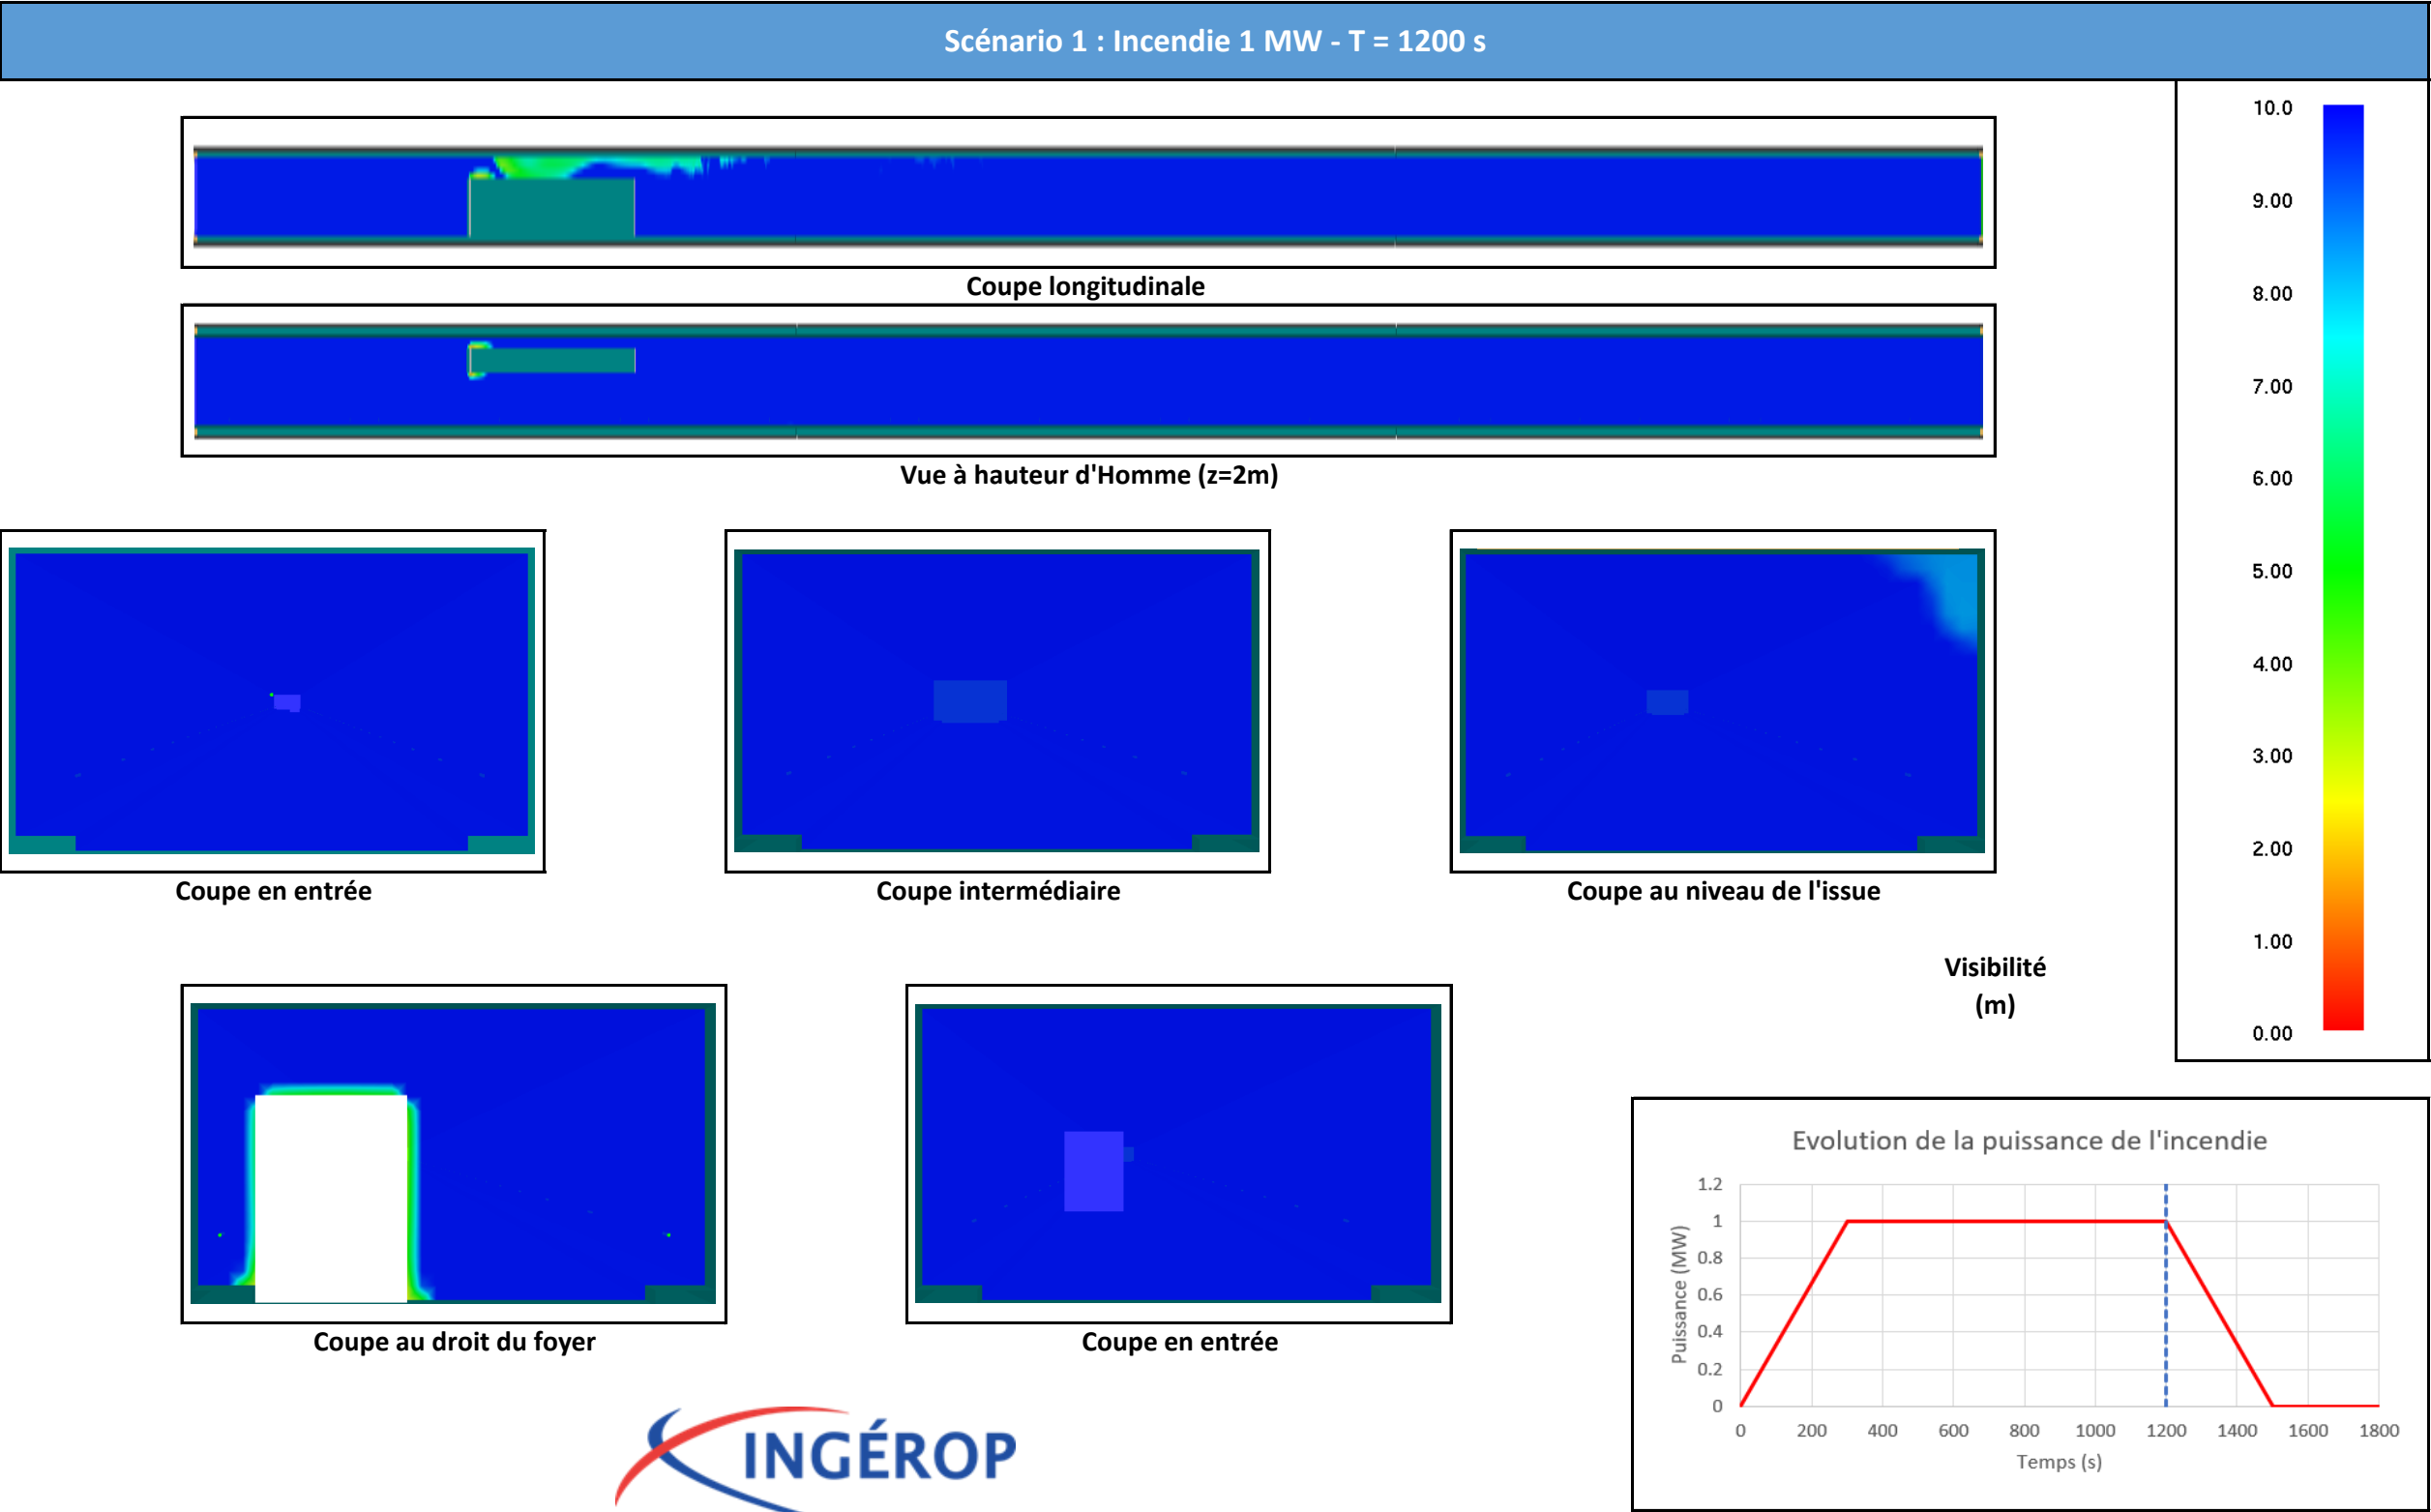 Scénario 1 : Incendie 1 MW - T = 1200 s
Coupe longitudinale
Vue à hauteur d'Homme (z=2m)
Coupe en entrée
Coupe intermédiaire
Coupe au niveau de l'issue
Coupe au droit du foyer
Coupe en entrée
Visibilité
(m)
10.0
9.00
8.00
7.00
6.00
5.00
4.00
3.00
2.00
1.00
0.00
Evolution de la puissance de l'incendie
Puissance (MW)
1.2
1
0.8
0.6
0.4
0.2
0
0 200 400 600 800 1000 1200 1400 1600 1800
Temps (s)
INGÉROP